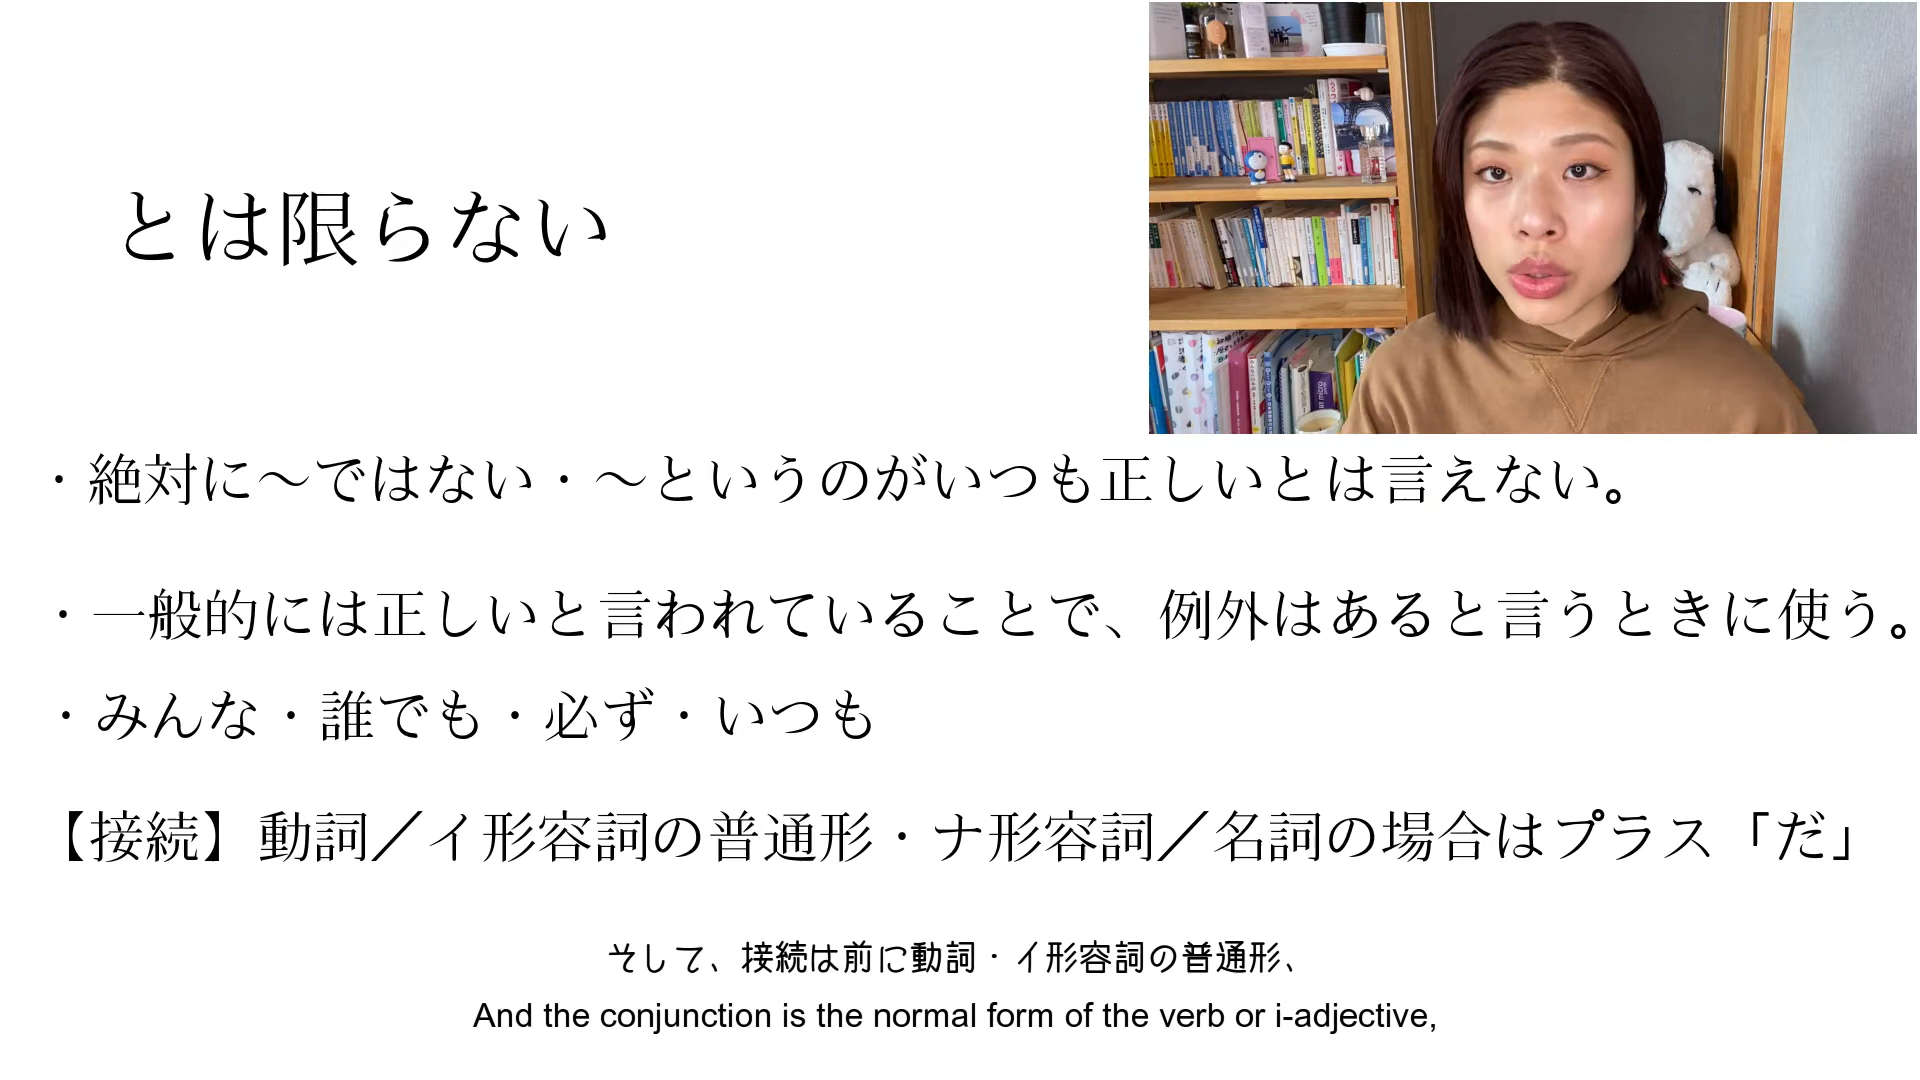 とは限らない
・絶対に～ではない・～というのがいつも正しいとは言えない。
・一般的には正しいと言われていることで、例外はあると言うときに使う。
・みんな・誰でも・必ず・いつも
【接続】動詞／イ形容詞の普通形・ナ形容詞／名詞の場合はプラス「だ」
そして、接続は前に動詞・イ形容詞の普通形、
And the conjunction is the normal form of the verb or i-adjective,